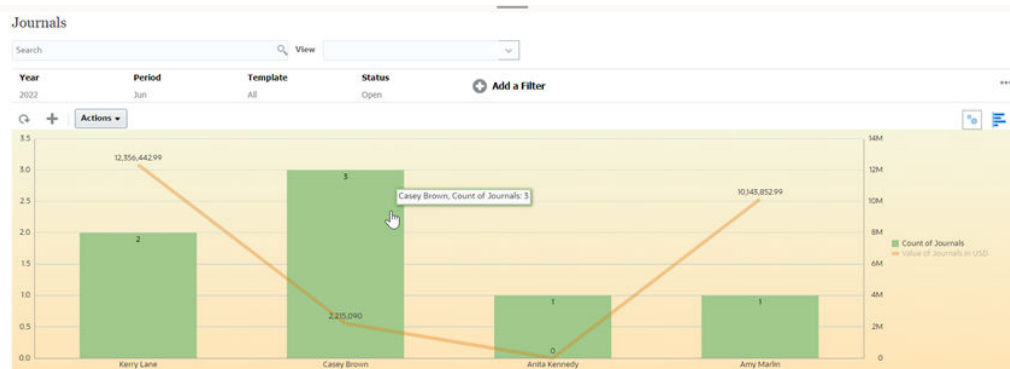 Journals
Search View
Year Period Template Status Add a Filter
2022 Jun All Open
Actions
3.5 14M
12,356,442.99
3.0 3 12M
Casey Brown, Count of Journals: 3 10,143,852.99
2.5 10M
2.0 2 8M
Count of Journals
Value of Journals in USD
1.5 6M
1.0 1 1 4M
0.5 2,215,090 2M
0
0.0 0
Kerry Lane Casey Brown Anita Kennedy Amy Marlin